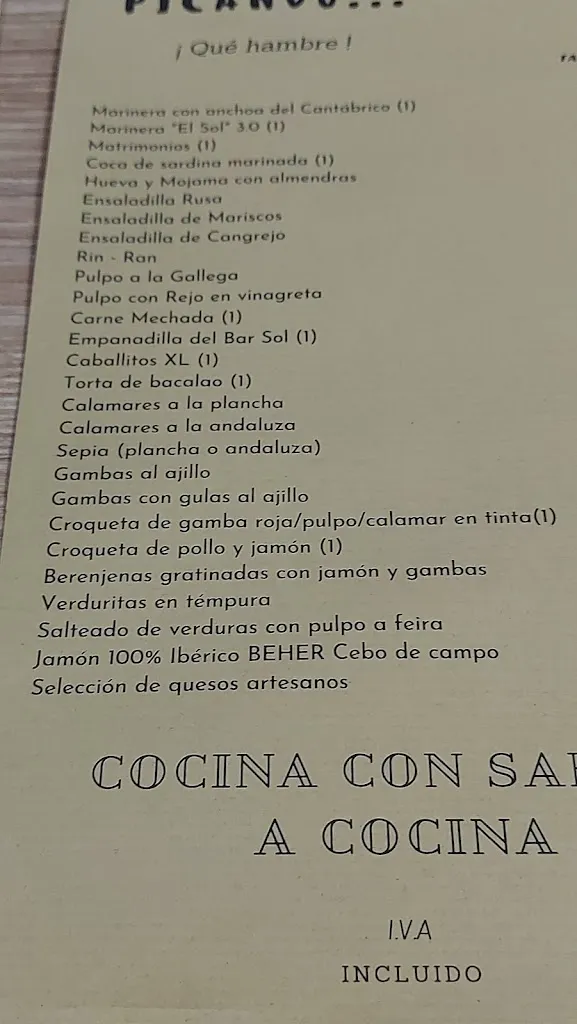 PICANDO...
¡ Qué hambre !
TA
Marinera con anchoa del Cantábrico (1)
Marinera "El Sol" 3.0 (1)
Matrimonios (1)
Coca de sardina marinada (1)
Hueva y Mojama con almendras
Ensaladilla Rusa
Ensaladilla de Mariscos
Ensaladilla de Cangrejo
Rin - Ran
Pulpo a la Gallega
Pulpo con Rejo en vinagreta
Carne Mechada (1)
Empanadilla del Bar Sol (1)
Caballitos XL (1)
Torta de bacalao (1)
Calamares a la plancha
Calamares a la andaluza
Sepia (plancha o andaluza)
Gambas al ajillo
Gambas con gulas al ajillo
Croqueta de gamba roja/pulpo/calamar en tinta(1)
Croqueta de pollo y jamón (1)
Berenjenas gratinadas con jamón y gambas
Verduritas en témpura
Salteado de verduras con pulpo a feira
Jamón 100% Ibérico BEHER Cebo de campo
Selección de quesos artesanos
COCINA CON SA
A COCINA
I.V.A
INCLUIDO